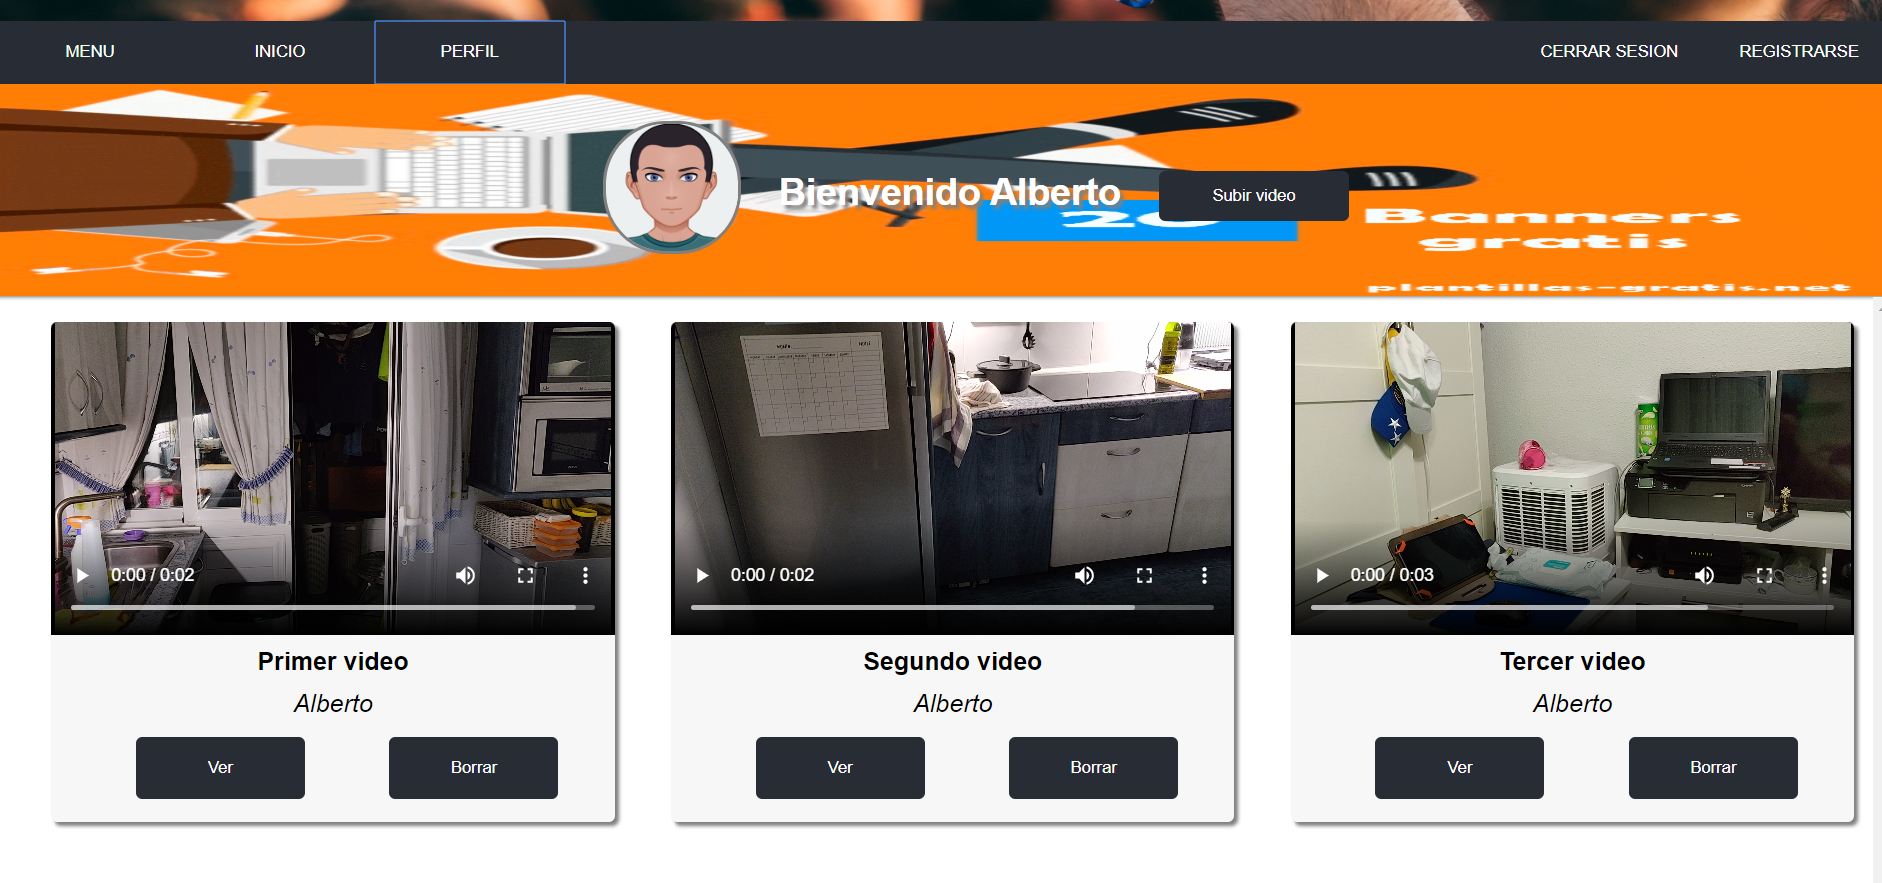 MENU
INICIO
PERFIL
CERRAR SESION
REGISTRARSE
Bienvenido Alberto
Subir video
20
Banners
gratis
plantillas-gratis.net
0:00 / 0:02
0:00 / 0:02
0:00 / 0:03
Primer video
Segundo video
Tercer video
Alberto
Alberto
Alberto
Ver
Borrar
Ver
Borrar
Ver
Borrar